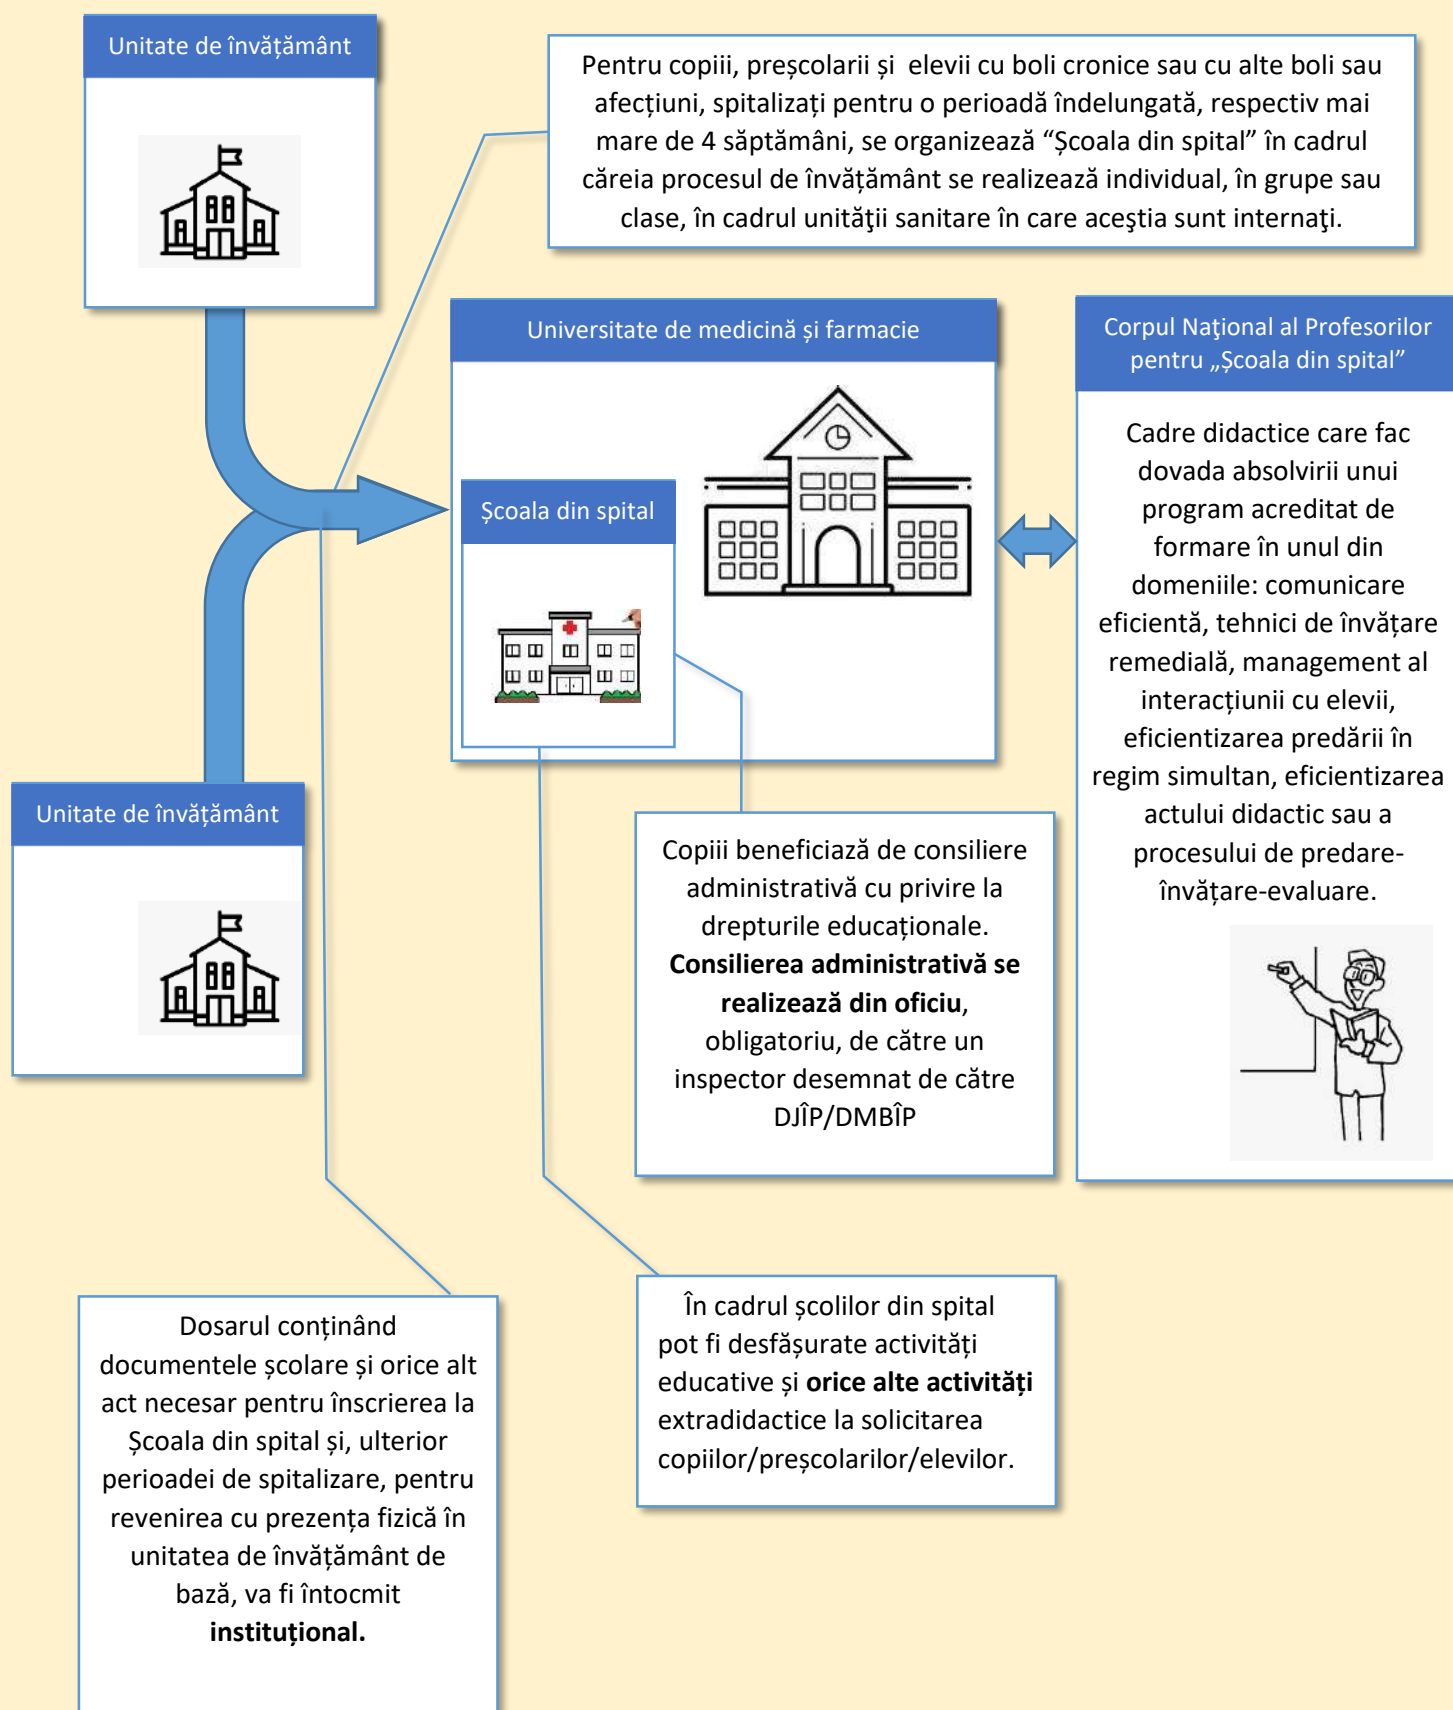 Unitate de învățământ
Pentru copiii, preșcolarii și  elevii cu boli cronice sau cu alte boli sau
afecțiuni, spitalizați pentru o perioadă îndelungată, respectiv mai
mare de 4 săptămâni, se organizează “Școala din spital” în cadrul
căreia procesul de învățământ se realizează individual, în grupe sau
clase, în cadrul unităţii sanitare în care aceştia sunt internaţi.
Universitate de medicină și farmacie
Școala din spital
Corpul Naţional al Profesorilor
pentru „Școala din spital”
Cadre didactice care fac
dovada absolvirii unui
program acreditat de
formare în unul din
domeniile: comunicare
eficientă, tehnici de învățare
remedială, management al
interacțiunii cu elevii,
eficientizarea predării în
regim simultan, eficientizarea
actului didactic sau a
procesului de predare-
învățare-evaluare.
Unitate de învățământ
Copiii beneficiază de consiliere
administrativă cu privire la
drepturile educaționale.
Consilierea administrativă se
realizează din oficiu,
obligatoriu, de către un
inspector desemnat de către
DJÎP/DMBÎP
În cadrul școlilor din spital
pot fi desfășurate activități
educative și orice alte activități
extradidactice la solicitarea
copiilor/preșcolarilor/elevilor.
Dosarul conținând
documentele școlare și orice alt
act necesar pentru înscrierea la
Școala din spital și, ulterior
perioadei de spitalizare, pentru
revenirea cu prezența fizică în
unitatea de învățământ de
bază, va fi întocmit
instituțional.